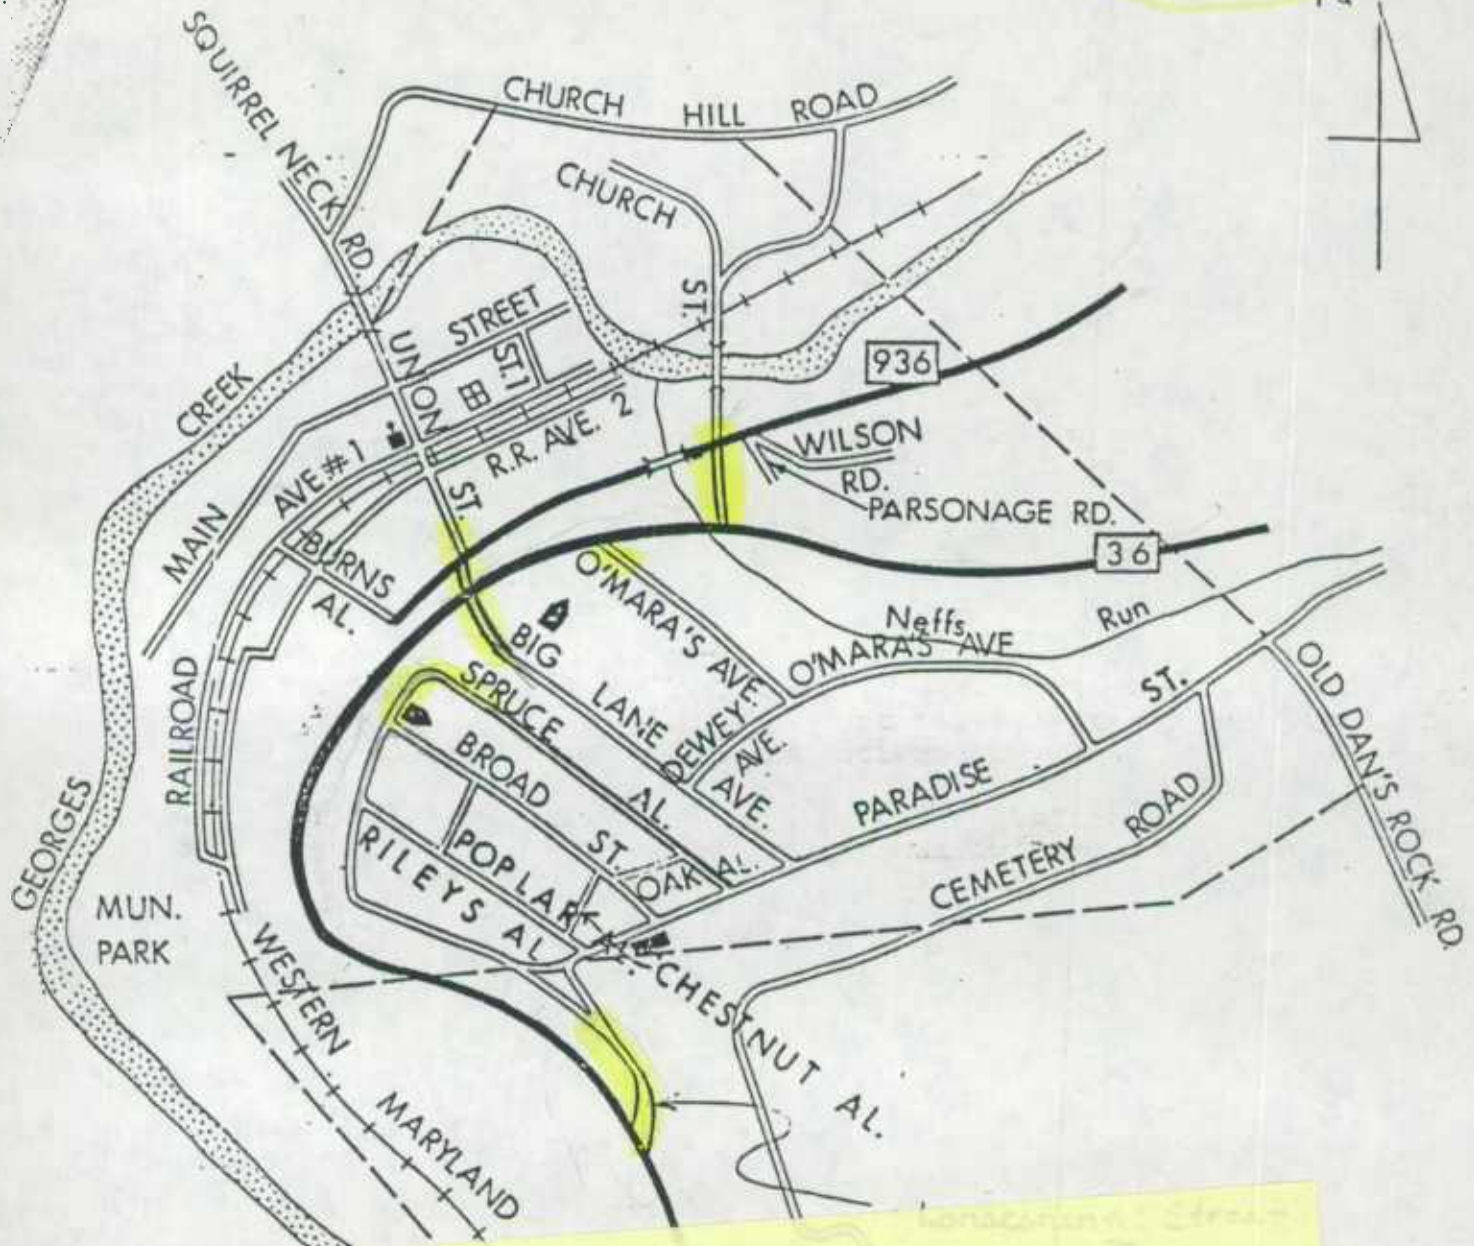 N
SQUIRREL NECK RD.
CHURCH HILL ROAD
CHURCH ST.
STREET
ST.1
UNION ST.
CREEK
936
MAIN
AVE#1
R.R. AVE. 2
WILSON RD.
PARSONAGE RD.
36
BURNS AL.
O'MARA'S AVE.
Neffs Run
O'MARA'S AVE
BIG LANE AVE.
SPRUCE AL.
DEWEY AVE.
ST.
OLD DAN'S ROCK RD.
RAILROAD
BROAD ST.
PARADISE
GEORGES
RILEYS AL
POPLAR AL.
OAK AL.
CEMETERY ROAD
MUN.
PARK
WESTERN
CHESTNUT AL.
MARYLAND